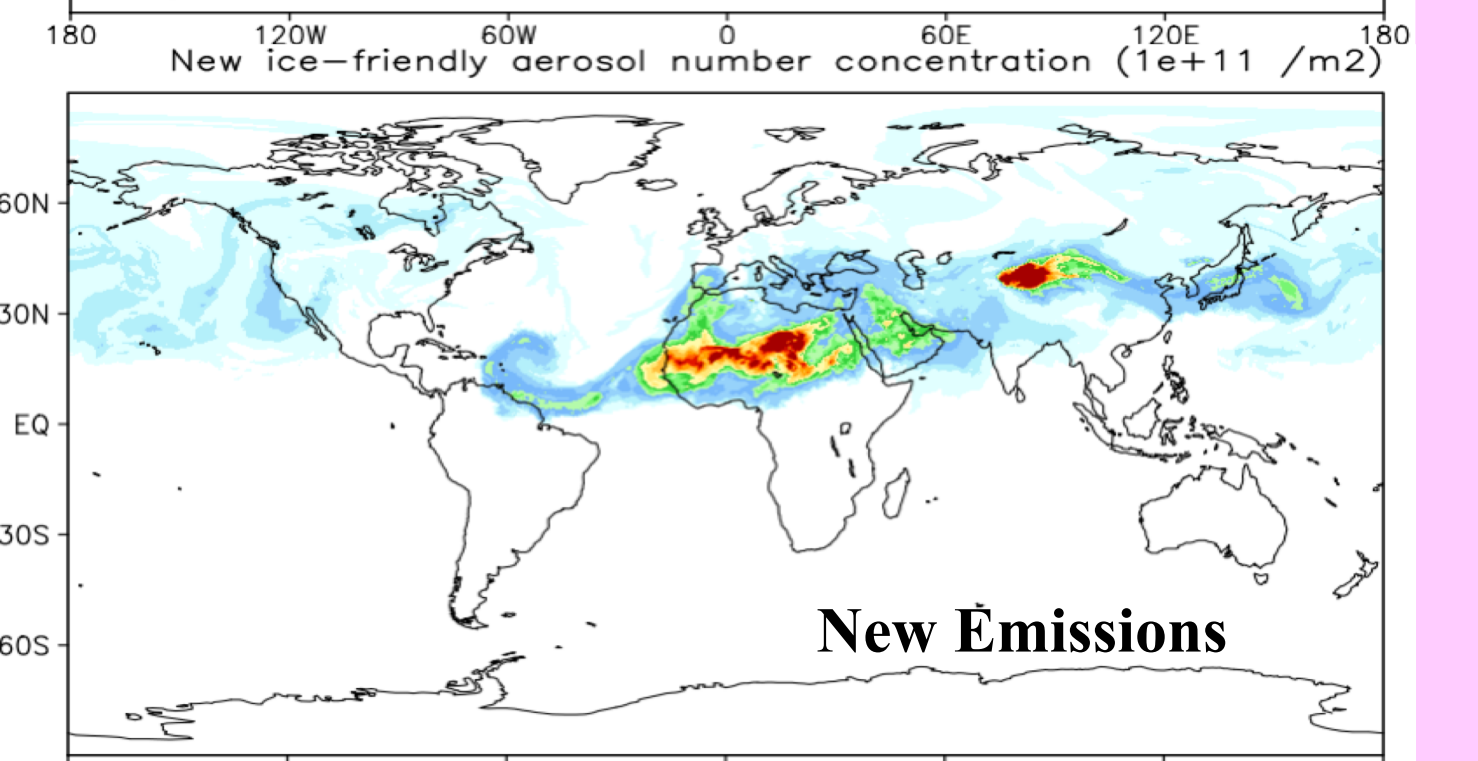 180 120W 60W 0 60E 120E 180
New ice-friendly aerosol number concentration (1e+11 /m2)
60N
30N
EQ
30S
60S
New Emissions